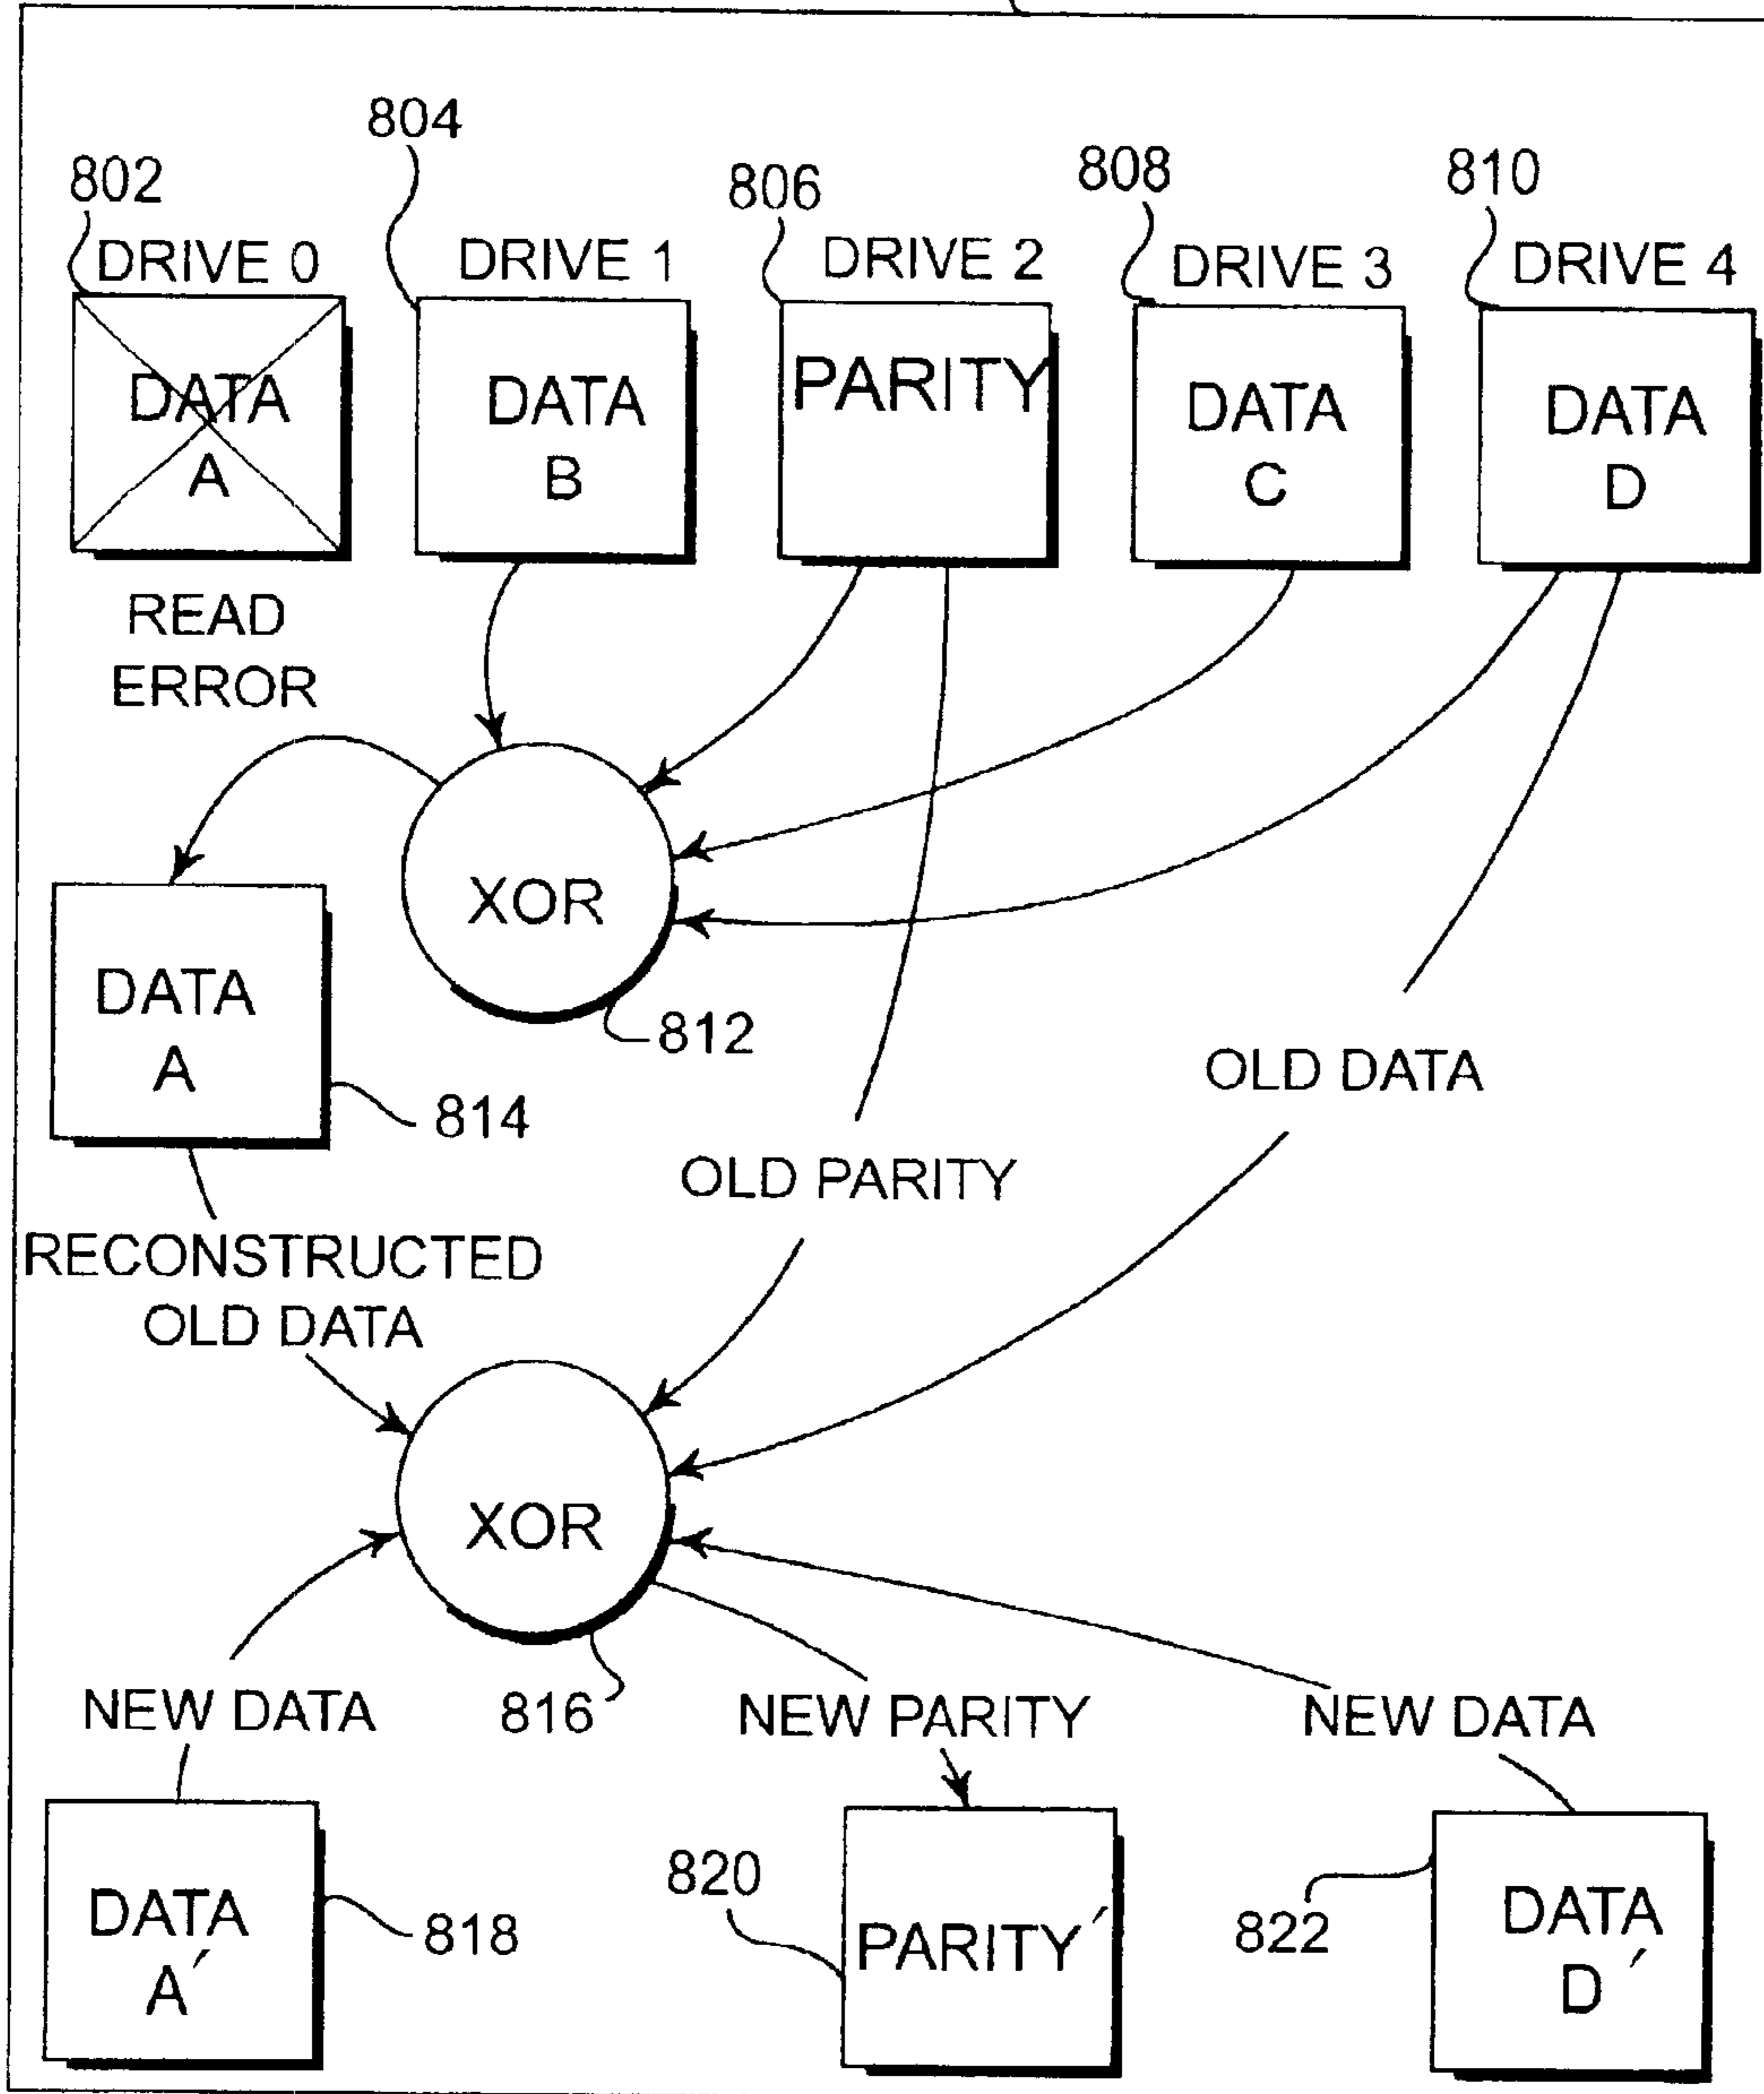 804
802
806
808
810
DRIVE 0
DRIVE 1
DRIVE 2
DRIVE 3
DRIVE 4
DATA
A
DATA
B
PARITY
DATA
C
DATA
D
READ
ERROR
XOR
812
DATA
A
814
OLD DATA
OLD PARITY
RECONSTRUCTED
OLD DATA
XOR
816
NEW DATA
NEW PARITY
NEW DATA
DATA
A´
818
820
PARITY´
822
DATA
D´